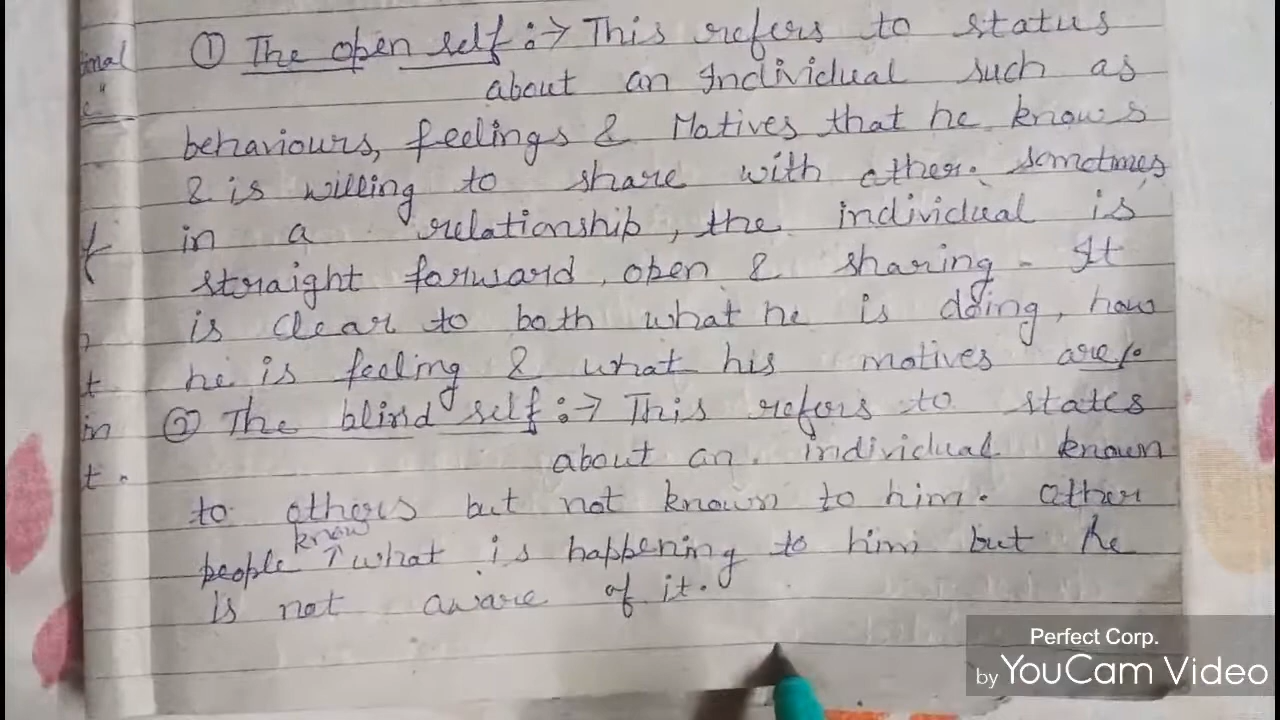 ① The open self :→ This refers to status
about an Individual such as
behaviours, feelings & Motives that he knows
& is willing to share with other. sometimes
in a relationship, the individual is
straight forward, open & sharing. It
is clear to both what he is doing, how
he is feeling & what his motives are.
② The blind self :→ This refers to states
about an individual known
to others but not known to him. Other
know
people ↑ what is happening to him but he
is not aware of it.
Perfect Corp.
by YouCam Video